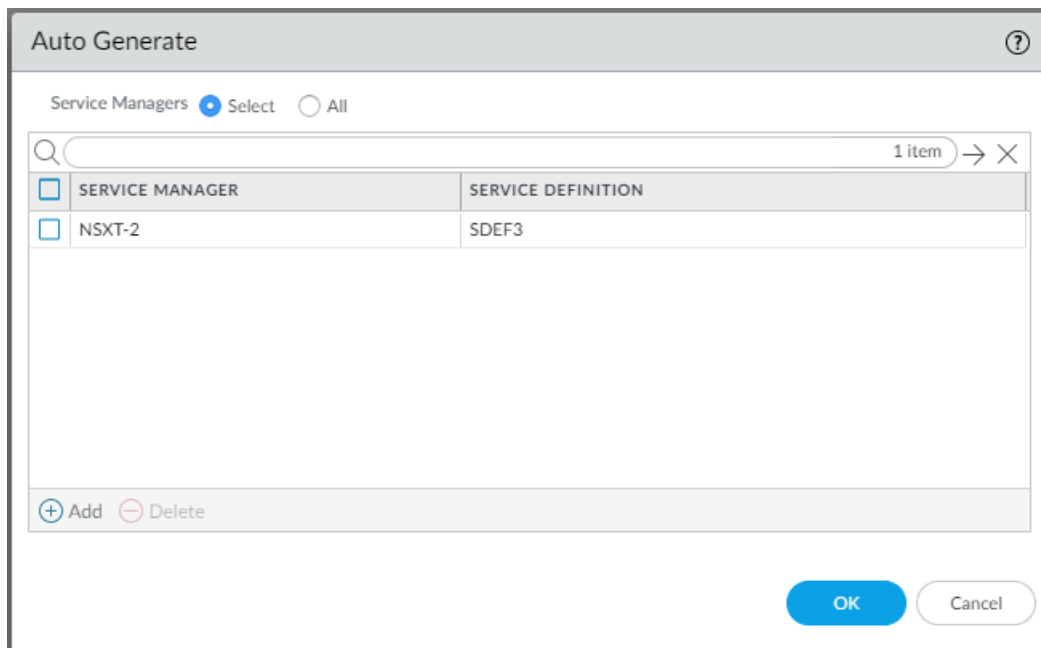 Auto Generate
Service Managers Select All
1 item
SERVICE MANAGER SERVICE DEFINITION
NSXT-2 SDEF3
Add Delete
OK Cancel